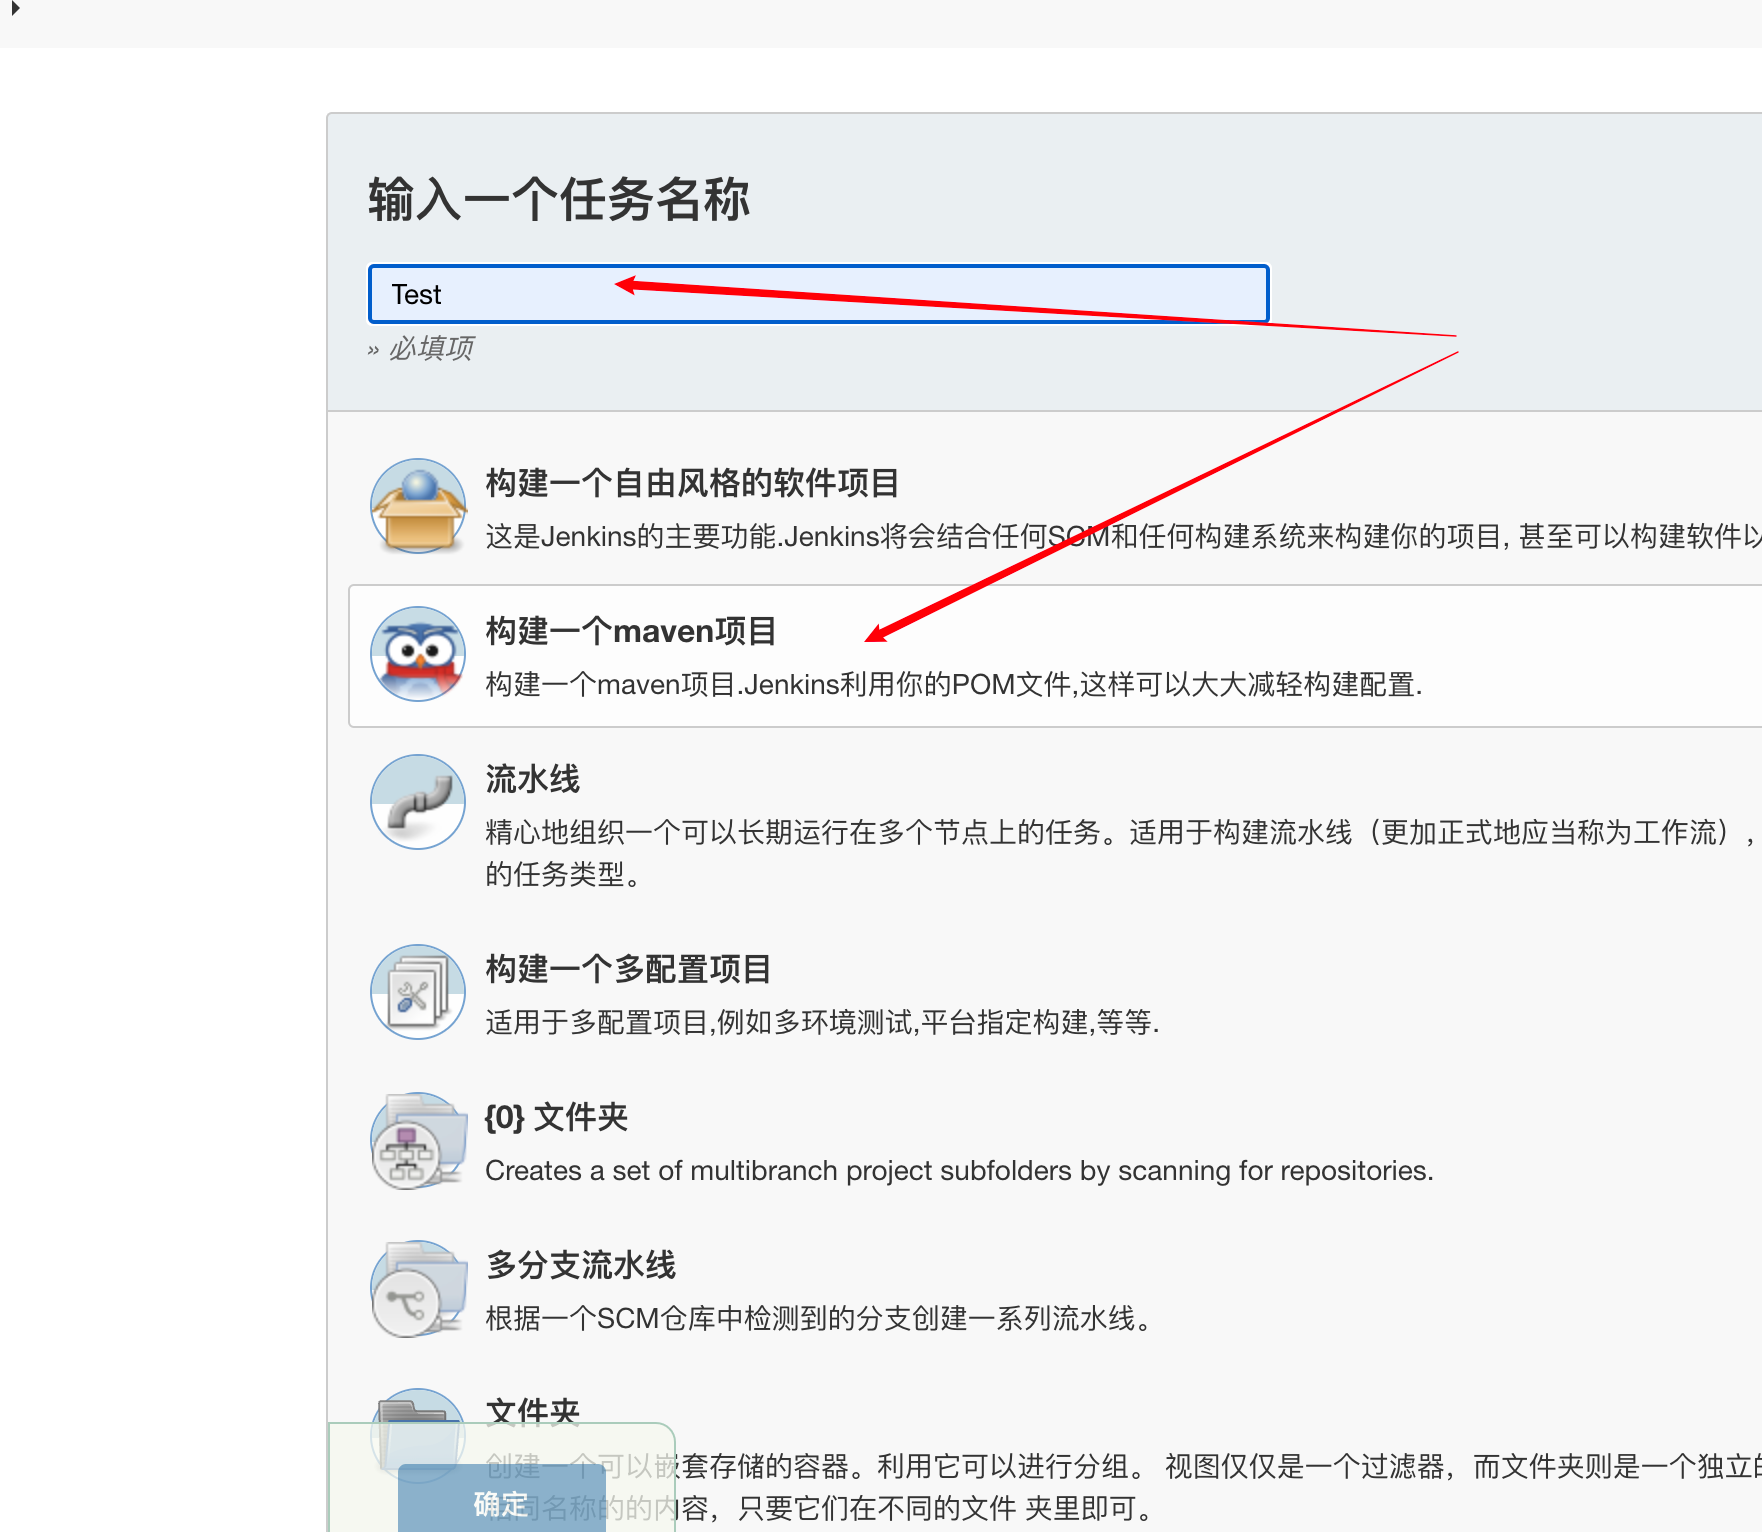 输入一个任务名称
Test
» 必填项
构建一个自由风格的软件项目
这是Jenkins的主要功能.Jenkins将会结合任何SCM和任何构建系统来构建你的项目, 甚至可以构建软件以
构建一个maven项目
构建一个maven项目.Jenkins利用你的POM文件,这样可以大大减轻构建配置.
流水线
精心地组织一个可以长期运行在多个节点上的任务。适用于构建流水线（更加正式地应当称为工作流），
的任务类型。
构建一个多配置项目
适用于多配置项目,例如多环境测试,平台指定构建,等等.
{0} 文件夹
Creates a set of multibranch project subfolders by scanning for repositories.
多分支流水线
根据一个SCM仓库中检测到的分支创建一系列流水线。
文件夹
创建一个可以嵌套存储的容器。利用它可以进行分组。 视图仅仅是一个过滤器，而文件夹则是一个独立的
相同名称的的内容，只要它们在不同的文件 夹里即可。
确定